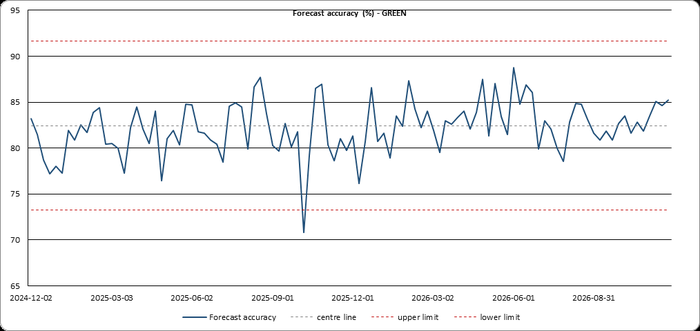 Forecast accuracy (%) - GREEN
95
90
85
80
75
70
65
2024-12-02 2025-03-03 2025-06-02 2025-09-01 2025-12-01 2026-03-02 2026-06-01 2026-08-31
Forecast accuracy centre line upper limit lower limit